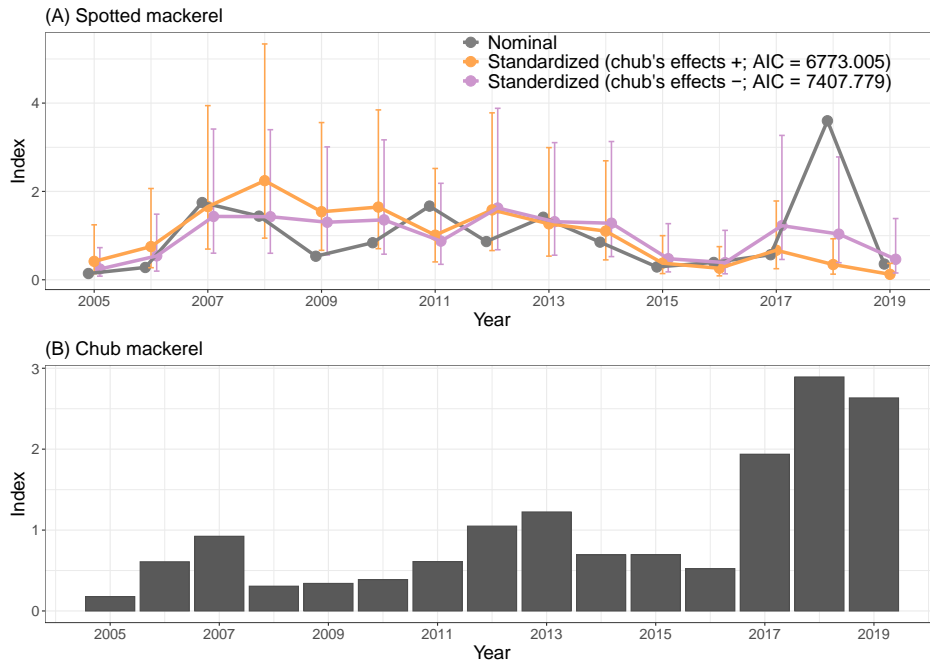 (A) Spotted mackerel
Nominal
Standardized (chub's effects +; AIC = 6773.005)
Standerdized (chub's effects −; AIC = 7407.779)
4
2
0
Index
2005 2007 2009 2011 2013 2015 2017 2019
Year
(B) Chub mackerel
3
2
1
0
Index
2005 2007 2009 2011 2013 2015 2017 2019
Year